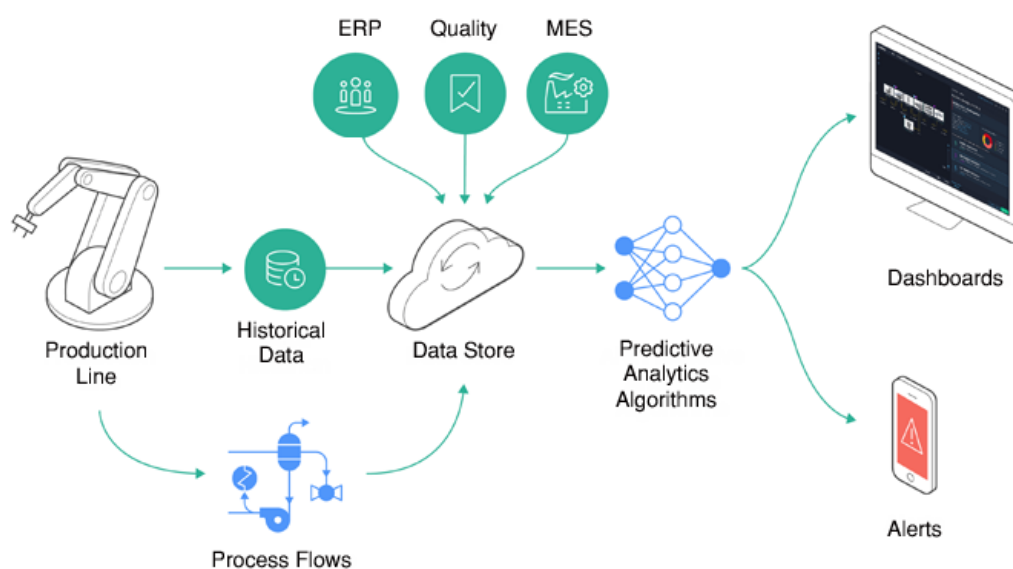 ERP
Quality
MES
Production
Line
Historical
Data
Data Store
Predictive
Analytics
Algorithms
Dashboards
Process Flows
Alerts